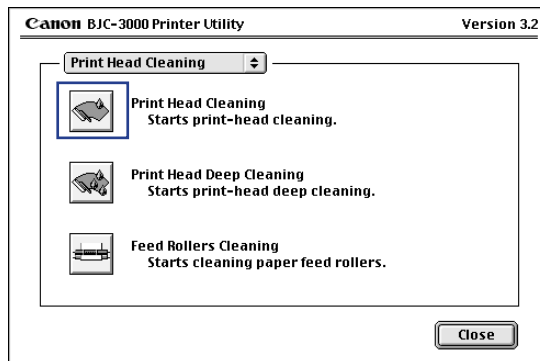 Canon BJC-3000 Printer Utility Version 3.2
Print Head Cleaning
Print Head Cleaning
Starts print-head cleaning.
Print Head Deep Cleaning
Starts print-head deep cleaning.
Feed Rollers Cleaning
Starts cleaning paper feed rollers.
Close